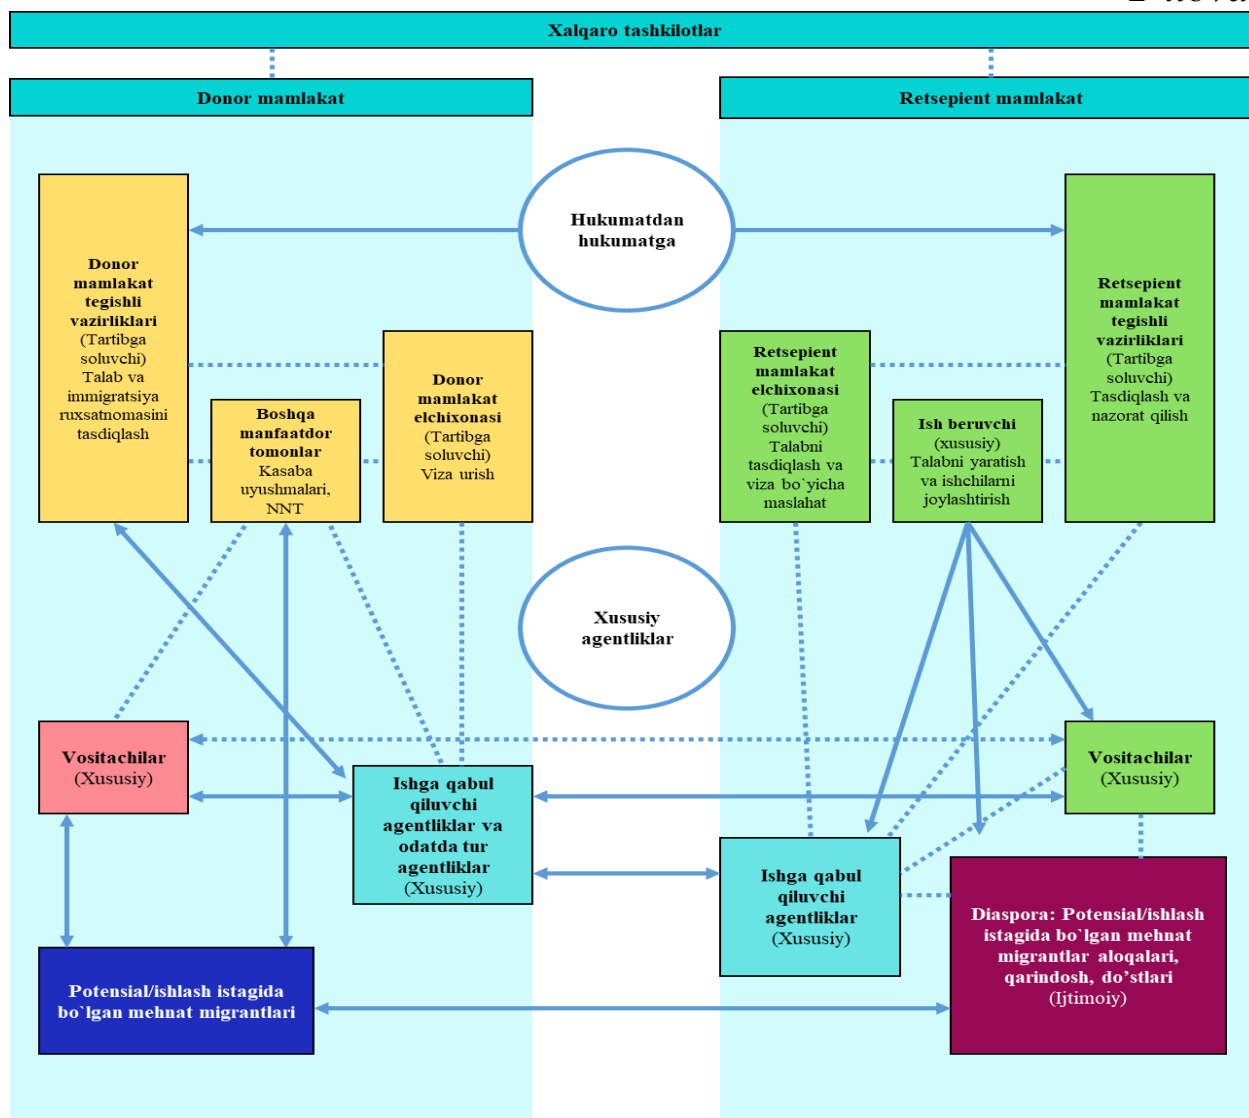 Xalqaro tashkilotlar
Donor mamlakat
Retsepient mamlakat
Hukumatdan
hukumatga
Donor
mamlakat
tegishli
vazirliklari
(Tartibga
soluvchi)
Talab va
immigratsiya
ruxsatnomasini
tasdiqlash
Boshqa
manfaatdor
tomonlar
Kasaba
uyushmalari,
NNT
Donor
mamlakat
elchixonasi
(Tartibga
soluvchi)
Viza urish
Retsepient
mamlakat
elchixonasi
(Tartibga
soluvchi)
Talabni
tasdiqlash va
viza bo`yicha
maslahat
Ish beruvchi
(xususiy)
Talabni yaratish
va ishchilarni
joylashtirish
Retsepient
mamlakat
tegishli
vazirliklari
(Tartibga
soluvchi)
Tasdiqlash va
nazorat qilish
Xususiy
agentliklar
Vositachilar
(Xususiy)
Ishga qabul
qiluvchi
agentliklar va
odatda tur
agentliklar
(Xususiy)
Vositachilar
(Xususiy)
Ishga qabul
qiluvchi
agentliklar
(Xususiy)
Diaspora: Potensial/ishlash
istagida bo`lgan mehnat
migrantlar aloqalari,
qarindosh, do’stlari
(Ijtimoiy)
Potensial/ishlash istagida
bo`lgan mehnat migrantlari